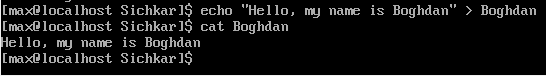 [max@localhost Sichkar]$ echo "Hello, my name is Boghdan" > Boghdan
[max@localhost Sichkar]$ cat Boghdan
Hello, my name is Boghdan
[max@localhost Sichkar]$